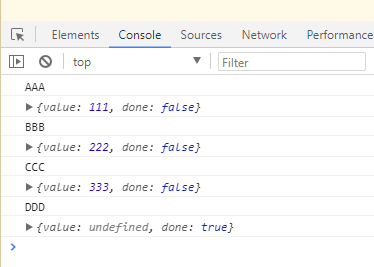 Elements Console Sources Network Performance
top Filter
AAA
{value: 111, done: false}
BBB
{value: 222, done: false}
CCC
{value: 333, done: false}
DDD
{value: undefined, done: true}